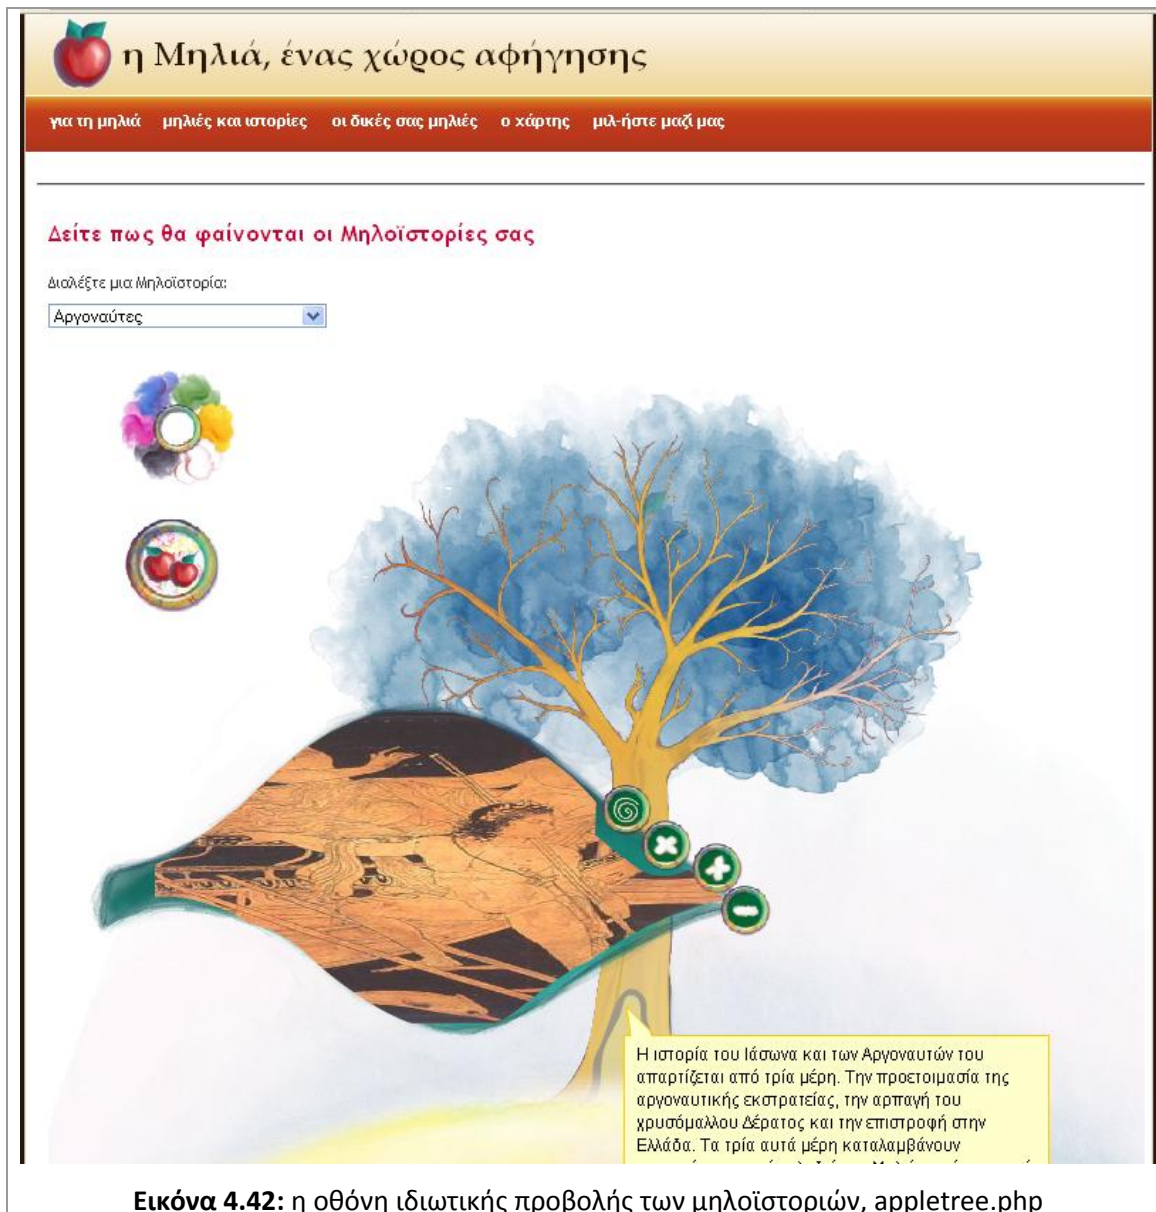 η Μηλιά, ένας χώρος αφήγησης
για τη μηλιά μηλιές και ιστορίες οι δικές σας μηλιές ο χάρτης μιλ-ήστε μαζί μας
Δείτε πως θα φαίνονται οι Μηλοϊστορίες σας
Διαλέξτε μια Μηλοϊστορία:
Αργοναύτες
Η ιστορία του Ιάσωνα και των Αργοναυτών του
απαρτίζεται από τρία μέρη. Την προετοιμασία της
αργοναυτικής εκστρατείας, την αρπαγή του
χρυσόμαλλου Δέρατος και την επιστροφή στην
Ελλάδα. Τα τρία αυτά μέρη καταλαμβάνουν
Εικόνα 4.42: η οθόνη ιδιωτικής προβολής των μηλοϊστοριών, appletree.php